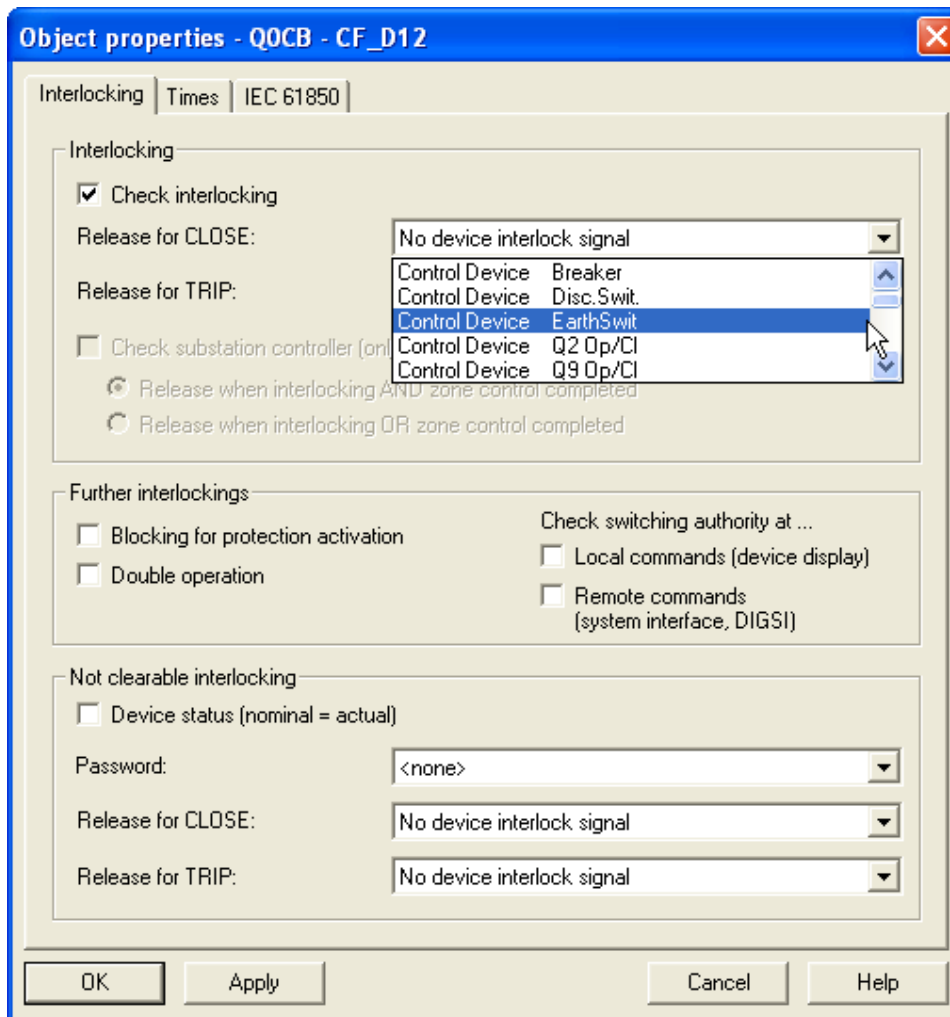 Object properties - Q0CB - CF_D12
Interlocking Times IEC 61850
Interlocking
Check interlocking
Release for CLOSE: No device interlock signal
Control Device Breaker
Control Device Disc.Swit.
Release for TRIP:
Control Device EarthSwit
Control Device Q2 Op/Cl
Control Device Q9 Op/Cl
Check substation controller (onl
Release when interlocking AND zone control completed
Release when interlocking OR zone control completed
Further interlockings
Blocking for protection activation
Double operation
Check switching authority at ...
Local commands (device display)
Remote commands
(system interface, DIGSI)
Not clearable interlocking
Device status (nominal = actual)
Password: <none>
Release for CLOSE: No device interlock signal
Release for TRIP: No device interlock signal
OK Apply Cancel Help